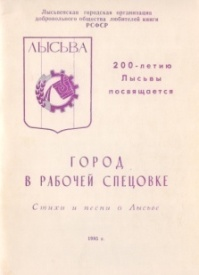 Лысьвенская городская организация
добровольного общества любителей книги
РСФСР
ЛЫСЬВА
200-летию
Лысьвы
посвящается
ГОРОД
В РАБОЧЕЙ СПЕЦОВКЕ
Стихи и песни о Лысьве